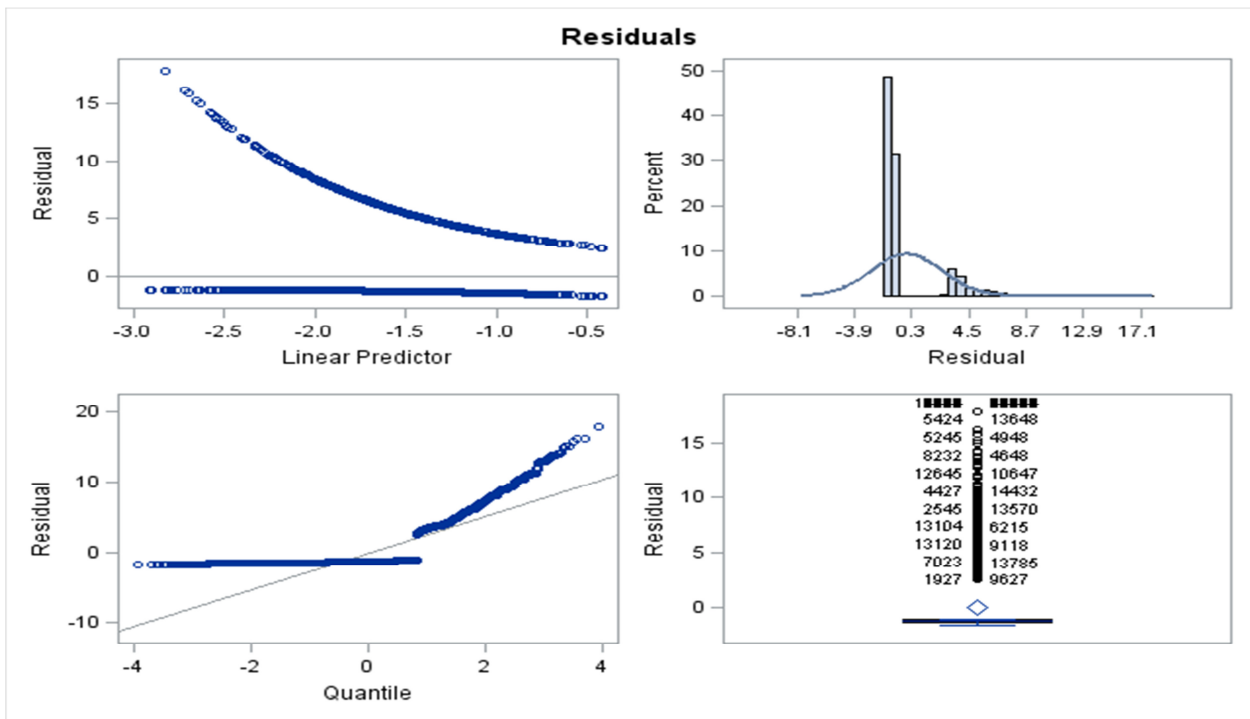 Residuals
Residual
15
10
5
0
-3.0 -2.5 -2.0 -1.5 -1.0 -0.5
Linear Predictor
Percent
50
40
30
20
10
0
-8.1 -3.9 0.3 4.5 8.7 12.9 17.1
Residual
Residual
20
10
0
-10
-4 -2 0 2 4
Quantile
Residual
15
10
5
0
5424 13648
5245 4948
8232 4648
12645 10647
4427 14432
2545 13570
13104 6215
13120 9118
7023 13785
1927 9627